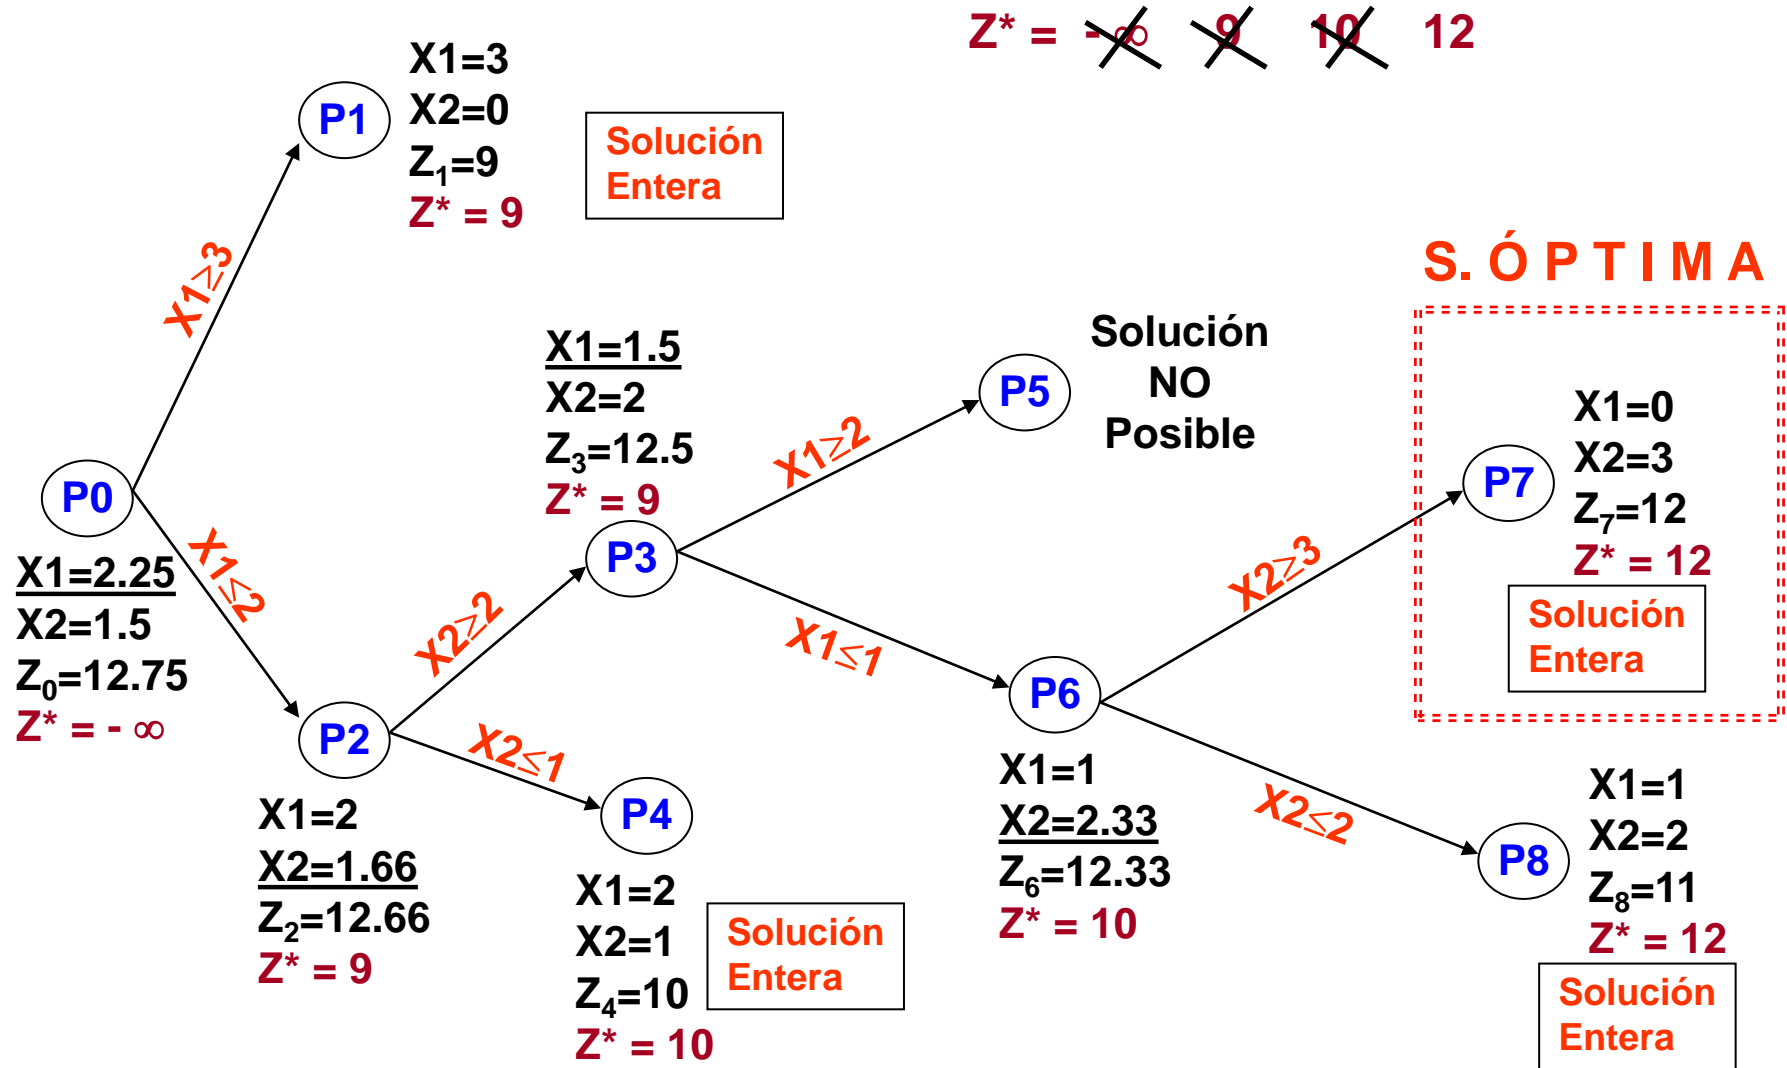 Z* = - ∞ 9 10 12
P1
X1=3
X2=0
Z₁=9
Z* = 9
Solución
Entera
X1≥3
P0
X1=2.25
X2=1.5
Z₀=12.75
Z* = - ∞
X1≤2
P2
X1=2
X2=1.66
Z₂=12.66
Z* = 9
X2≥2
X1=1.5
X2=2
Z₃=12.5
Z* = 9
P3
X2≤1
P4
X1=2
X2=1
Z₄=10
Z* = 10
Solución
Entera
X1≥2
P5
Solución
NO
Posible
X1≤1
P6
X1=1
X2=2.33
Z₆=12.33
Z* = 10
X2≥3
S. Ó P T I M A
P7
X1=0
X2=3
Z₇=12
Z* = 12
Solución
Entera
X2≤2
P8
X1=1
X2=2
Z₈=11
Z* = 12
Solución
Entera